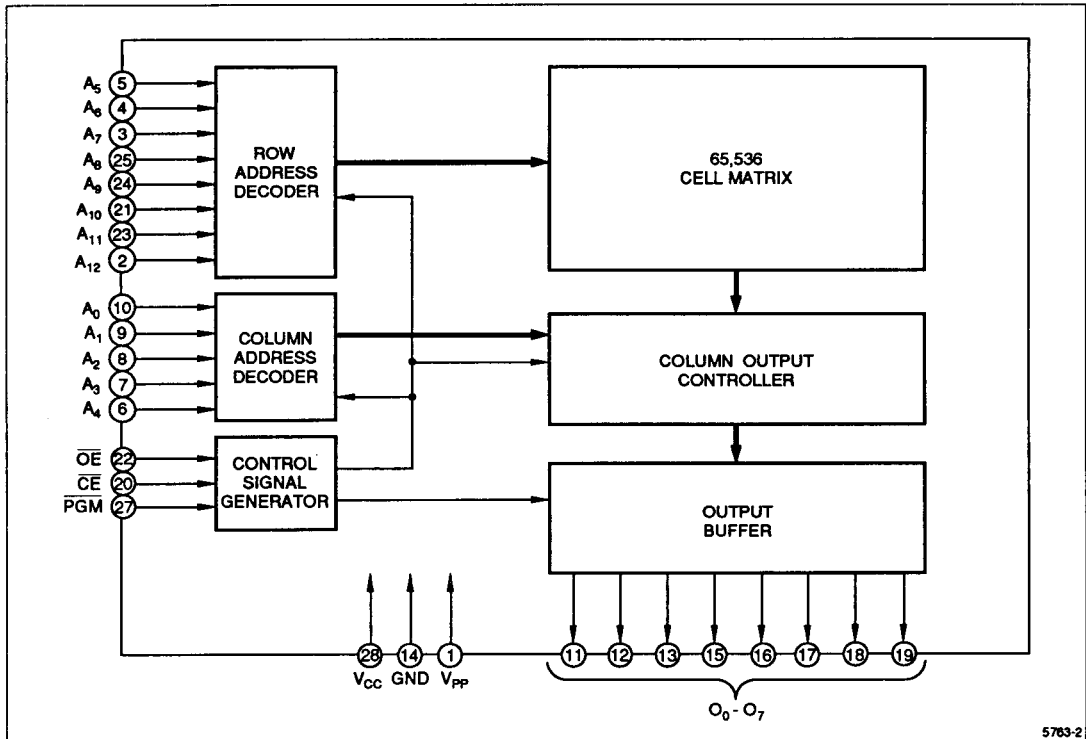 A5 5
A6 4
A7 3
A8 25
A9 24
A10 21
A11 23
A12 2
ROW
ADDRESS
DECODER
65,536
CELL MATRIX
A0 10
A1 9
A2 8
A3 7
A4 6
COLUMN
ADDRESS
DECODER
COLUMN OUTPUT
CONTROLLER
OE 22
CE 20
PGM 27
CONTROL
SIGNAL
GENERATOR
OUTPUT
BUFFER
28 14 1 11 12 13 15 16 17 18 19
VCC GND VPP
O0 - O7
5763-2